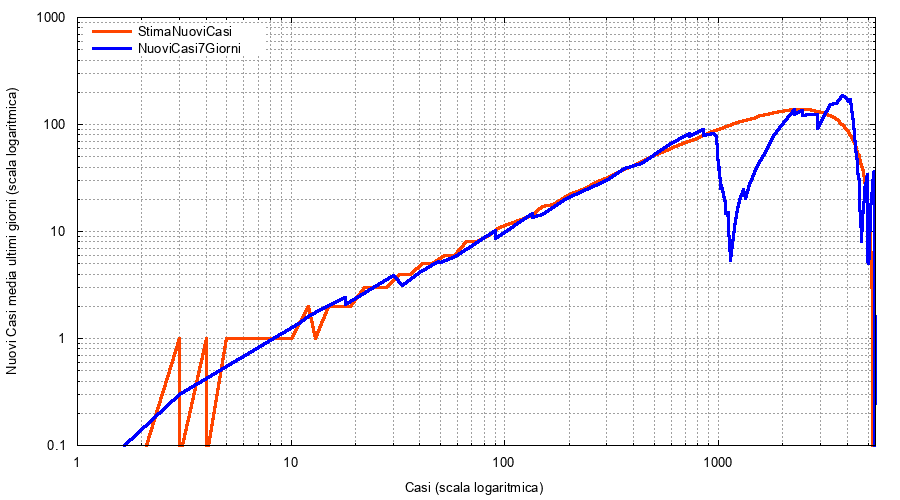 1000
100
10
1
0.1
Nuovi Casi media ultimi giorni (scala logaritmica)
StimaNuoviCasi
NuoviCasi7Giorni
1 10 100 1000
Casi (scala logaritmica)